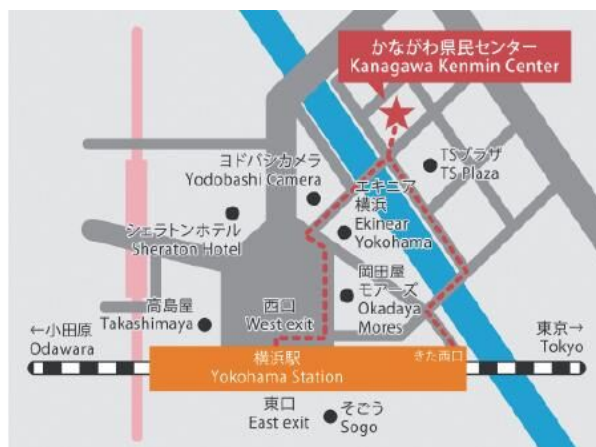 かながわ県民センター
Kanagawa Kenmin Center
ヨドバシカメラ
Yodobashi Camera
TSプラザ
TS Plaza
エキニア
横浜
Ekinear
Yokohama
シェラトンホテル
Sheraton Hotel
岡田屋
モアーズ
Okadaya
Mores
高島屋
Takashimaya
西口
West exit
←小田原
Odawara
東京→
Tokyo
横浜駅
Yokohama Station
きた西口
東口
East exit
そごう
Sogo